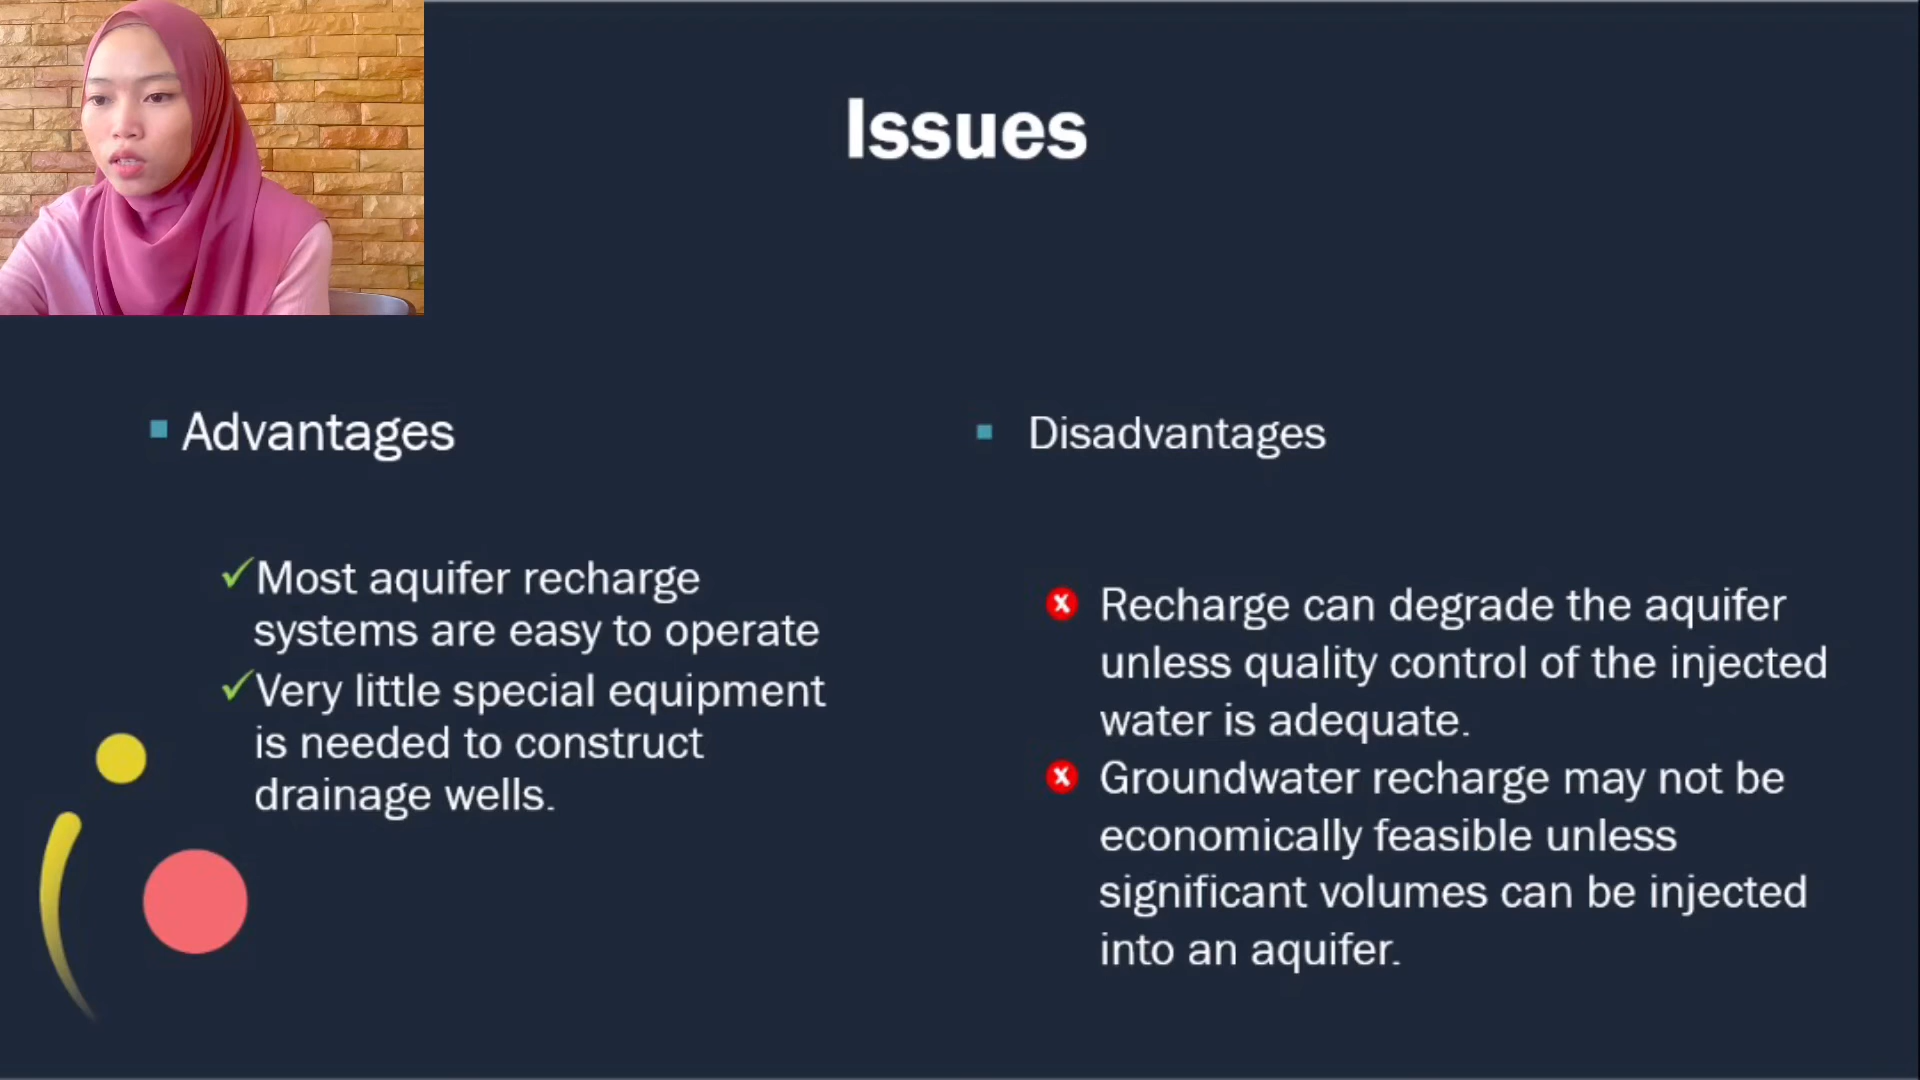 Issues
Advantages
Most aquifer recharge
systems are easy to operate
Very little special equipment
is needed to construct
drainage wells.
Disadvantages
Recharge can degrade the aquifer
unless quality control of the injected
water is adequate.
Groundwater recharge may not be
economically feasible unless
significant volumes can be injected
into an aquifer.